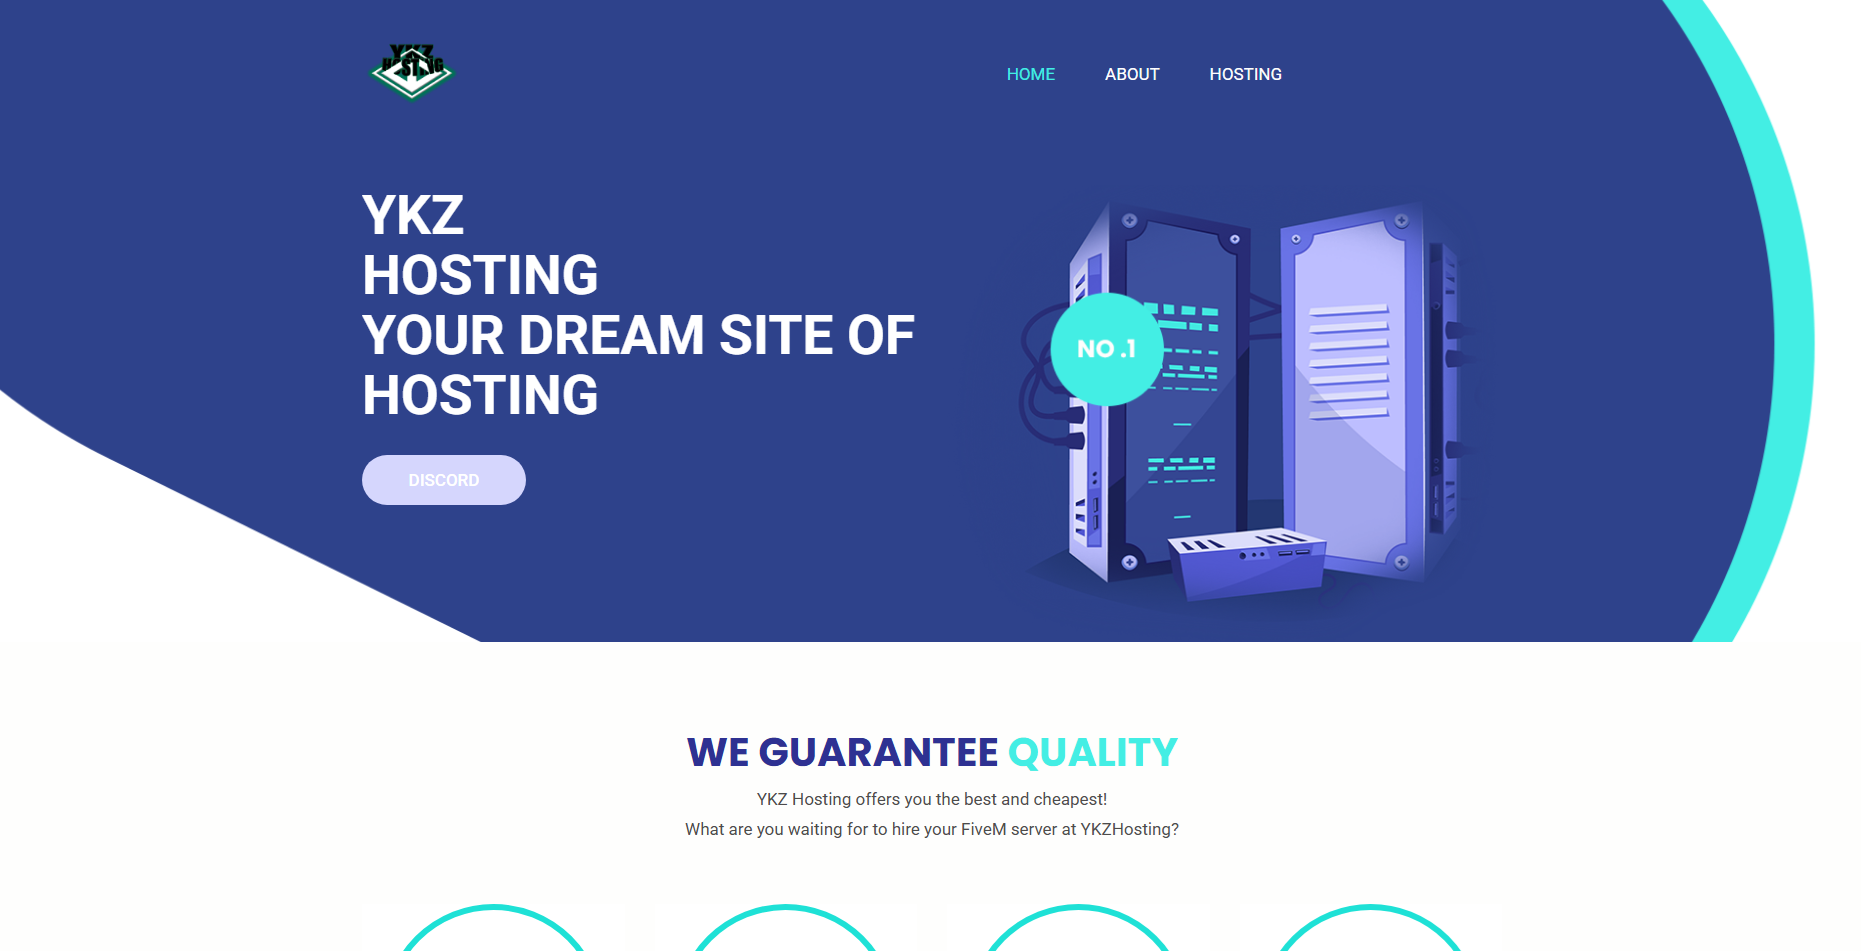 YKZ
HOSTING
HOME
ABOUT
HOSTING
YKZ
HOSTING
YOUR DREAM SITE OF
HOSTING
DISCORD
NO .1
WE GUARANTEE QUALITY
YKZ Hosting offers you the best and cheapest!
What are you waiting for to hire your FiveM server at YKZHosting?